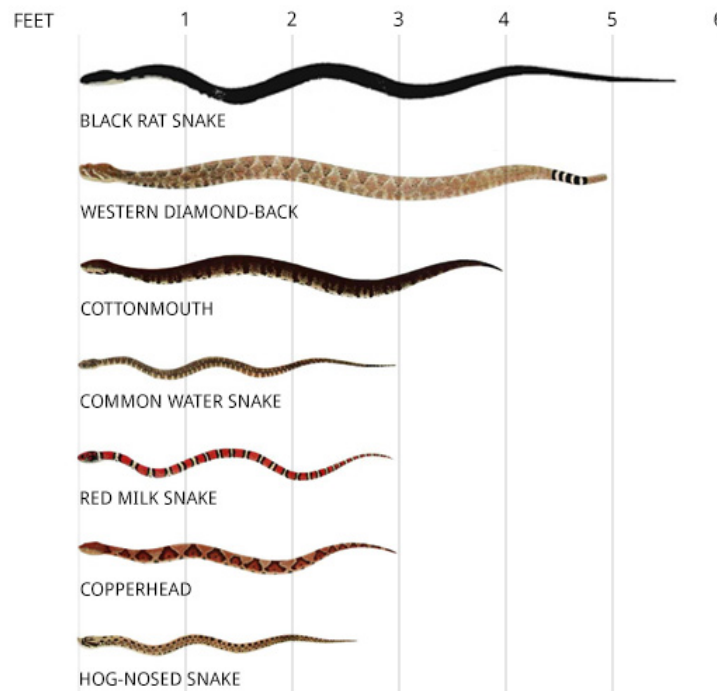 FEET 1 2 3 4 5 6
BLACK RAT SNAKE
WESTERN DIAMOND-BACK
COTTONMOUTH
COMMON WATER SNAKE
RED MILK SNAKE
COPPERHEAD
HOG-NOSED SNAKE